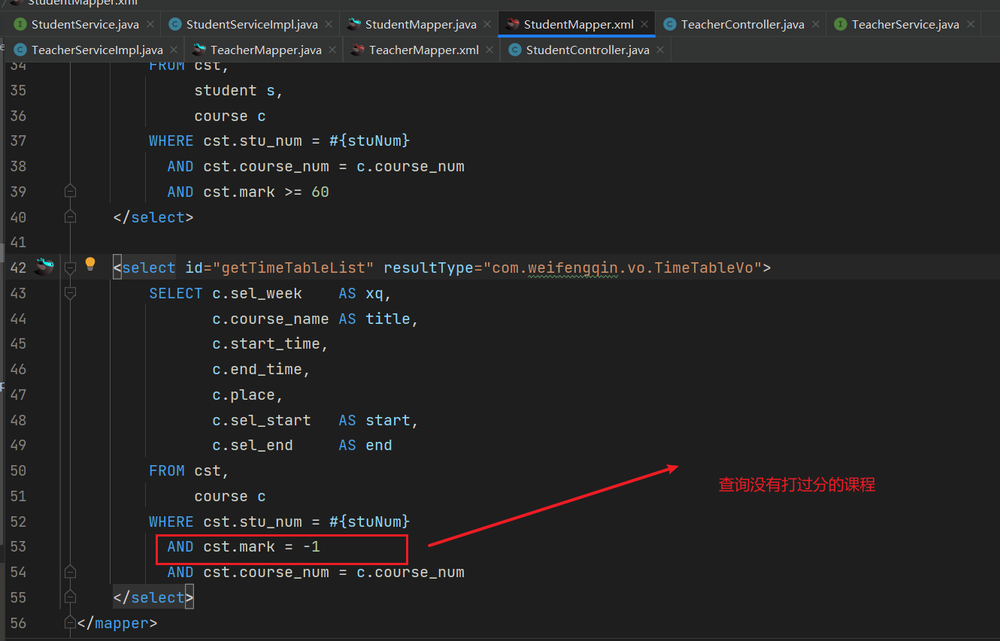 StudentMapper.xml
StudentService.java
StudentServiceImpl.java
StudentMapper.java
StudentMapper.xml
TeacherController.java
TeacherService.java
TeacherServiceImpl.java
TeacherMapper.java
TeacherMapper.xml
StudentController.java
34 FROM cst,
35 student s,
36 course c
37 WHERE cst.stu_num = #{stuNum}
38 AND cst.course_num = c.course_num
39 AND cst.mark >= 60
40 </select>
41
42 <select id="getTimeTableList" resultType="com.weifengqin.vo.TimeTableVo">
43 SELECT c.sel_week AS xq,
44 c.course_name AS title,
45 c.start_time,
46 c.end_time,
47 c.place,
48 c.sel_start AS start,
49 c.sel_end AS end
50 FROM cst,
51 course c
52 WHERE cst.stu_num = #{stuNum}
53 AND cst.mark = -1
54 AND cst.course_num = c.course_num
55 </select>
56 </mapper>
查询没有打过分的课程